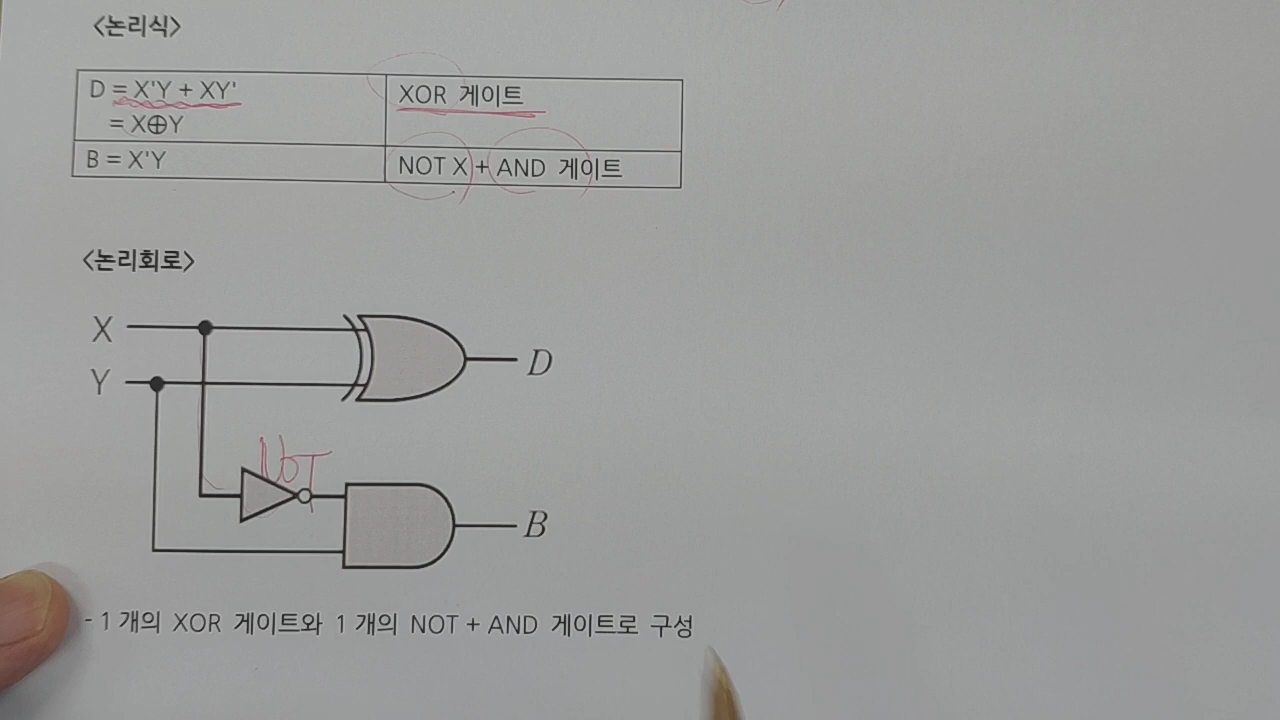 <논리식>
D = X'Y + XY'
= X⊕Y
XOR 게이트
B = X'Y
NOT X + AND 게이트
<논리회로>
X
D
Y
NOT
B
- 1 개의 XOR 게이트와 1 개의 NOT + AND 게이트로 구성